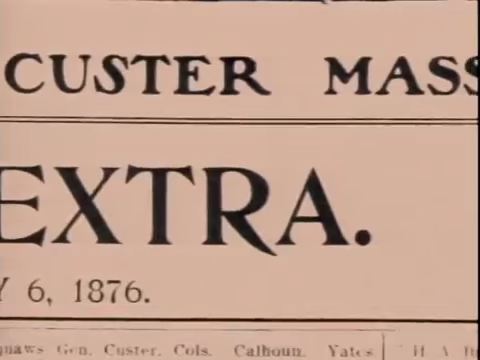 CUSTER MASS
EXTRA.
Y 6, 1876.
quaws Gen. Custer, Cols. Calhoun, Yates H. A